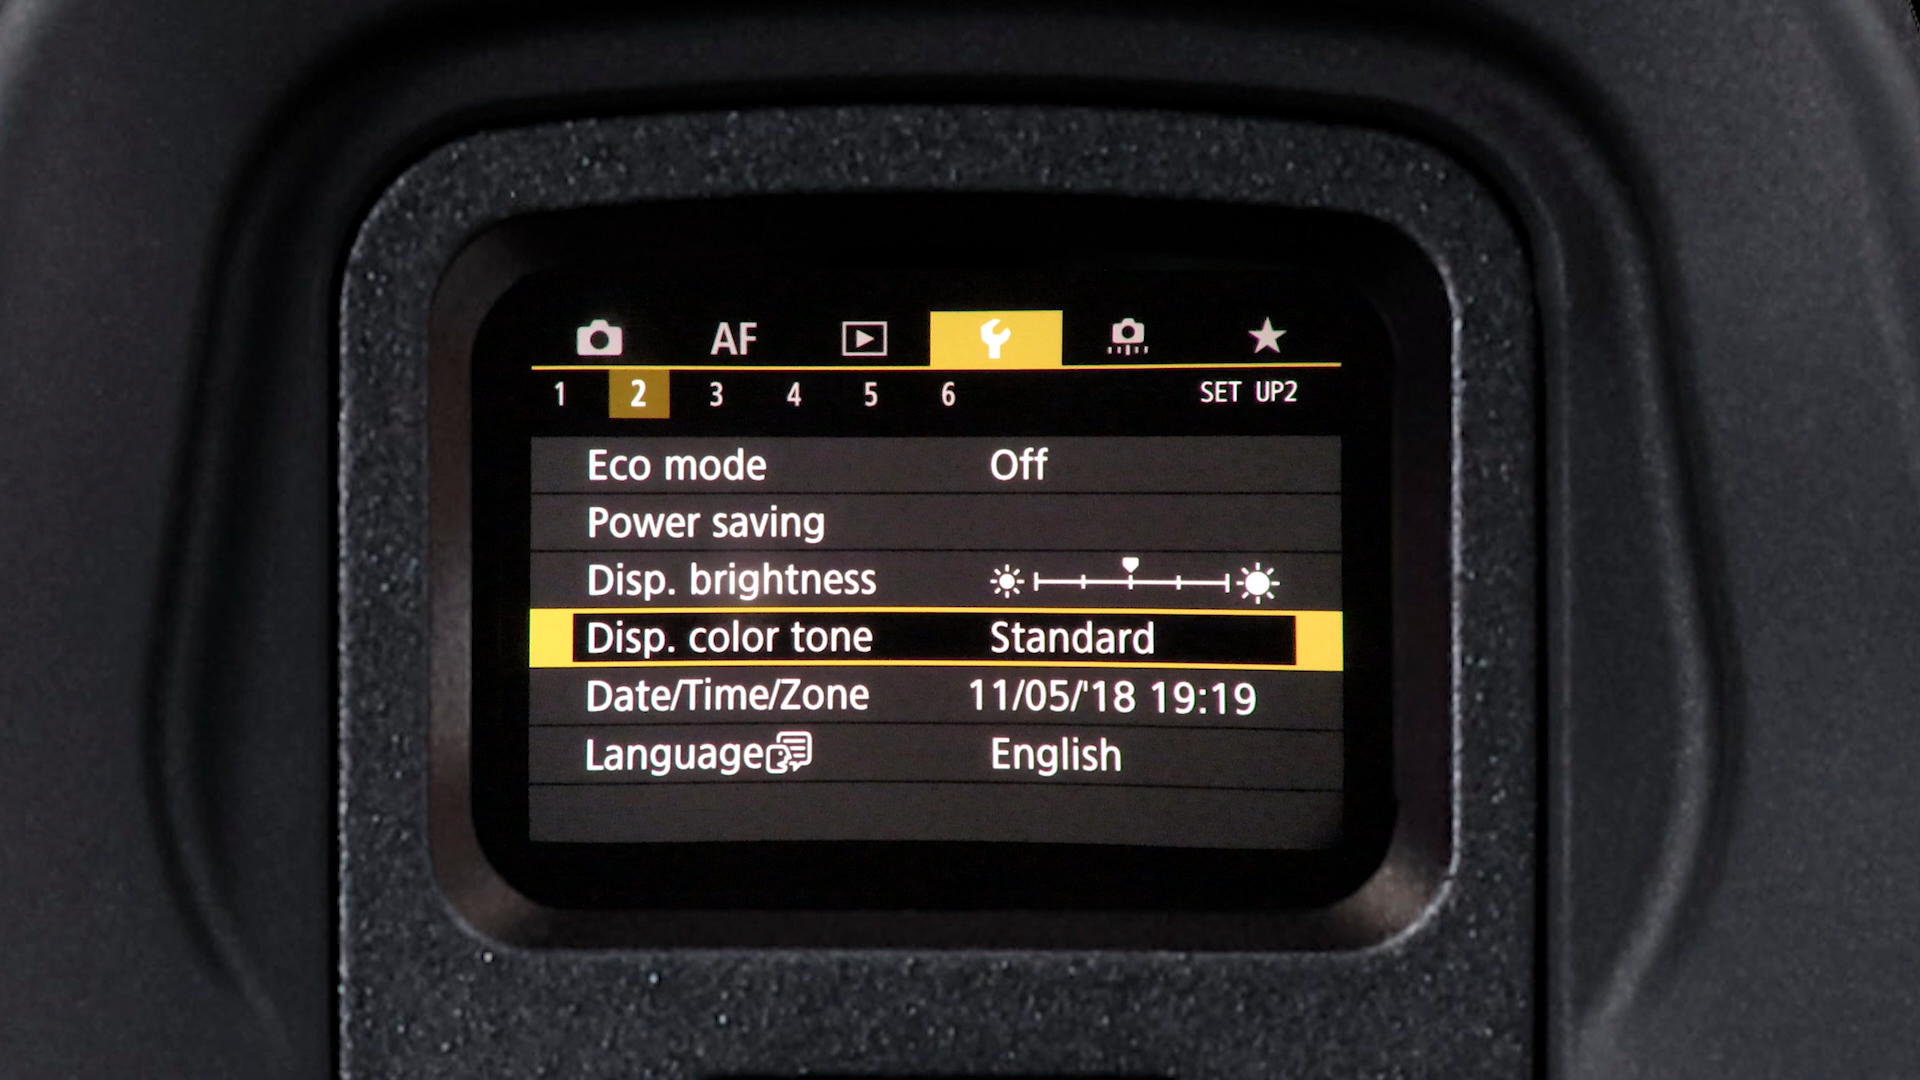 AF
1 2 3 4 5 6 SET UP2
Eco mode Off
Power saving
Disp. brightness
Disp. color tone Standard
Date/Time/Zone 11/05/'18 19:19
Language English